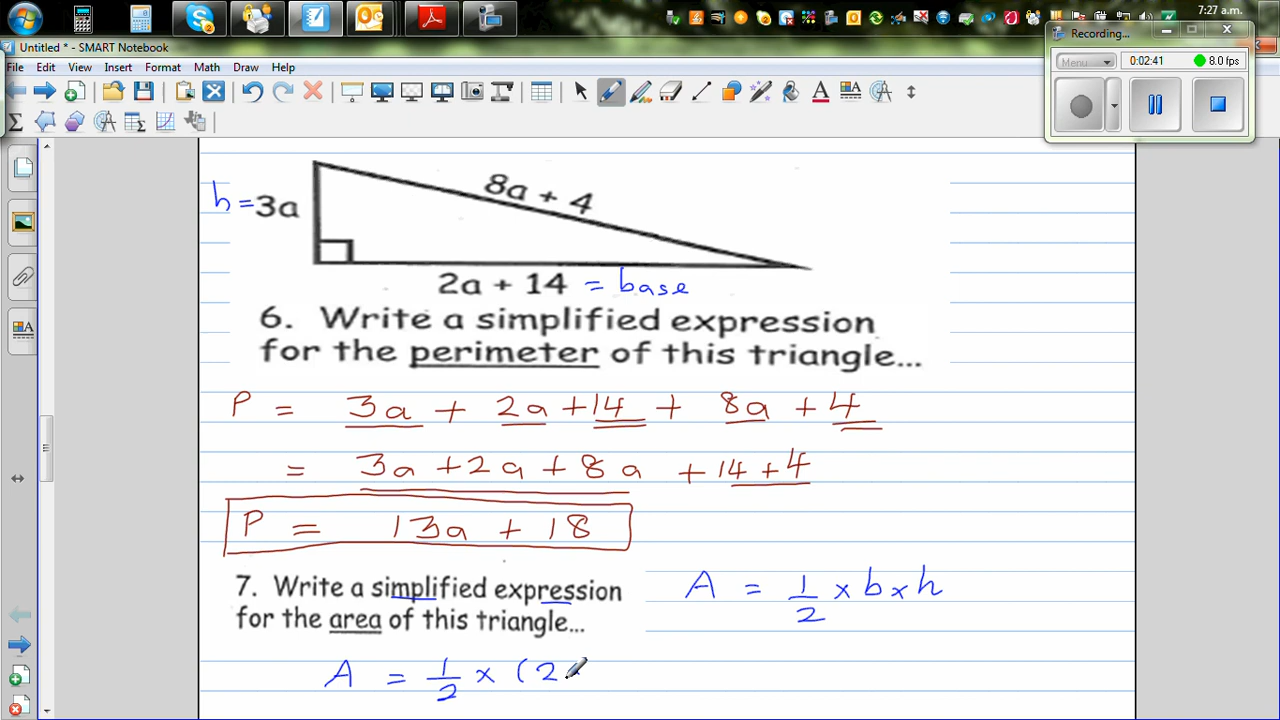 7:27 a.m.
Untitled * - SMART Notebook
Recording...
File Edit View Insert Format Math Draw Help
Menu 0:02:41 8.0 fps
h = 3a
8a + 4
2a + 14 = base
6. Write a simplified expression
for the perimeter of this triangle...
P = 3a + 2a + 14 + 8a + 4
= 3a + 2a + 8a + 14 + 4
P = 13a + 18
7. Write a simplified expression
for the area of this triangle...
A = 1/2 × b × h
A = 1/2 × (2